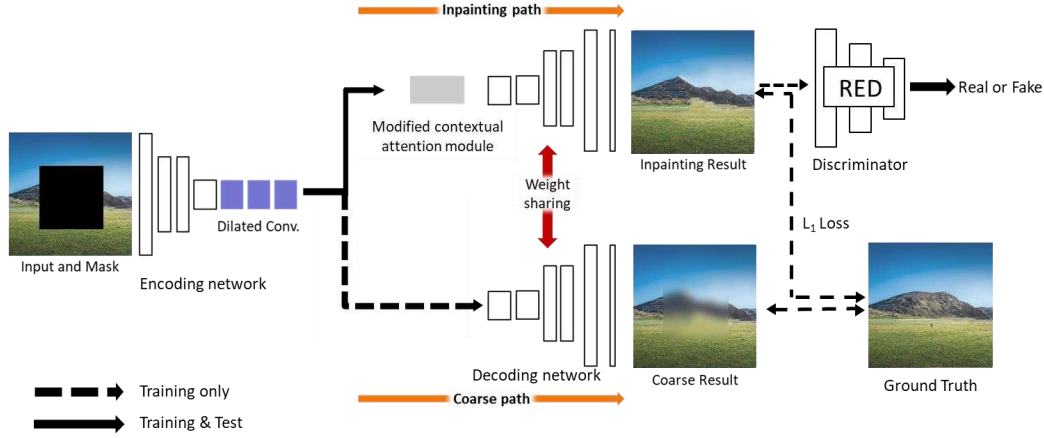 Inpainting path
RED
Real or Fake
Modified contextual
attention module
Inpainting Result
Discriminator
Weight
sharing
Dilated Conv.
L₁ Loss
Input and Mask
Encoding network
Decoding network
Coarse Result
Ground Truth
Training only
Coarse path
Training & Test